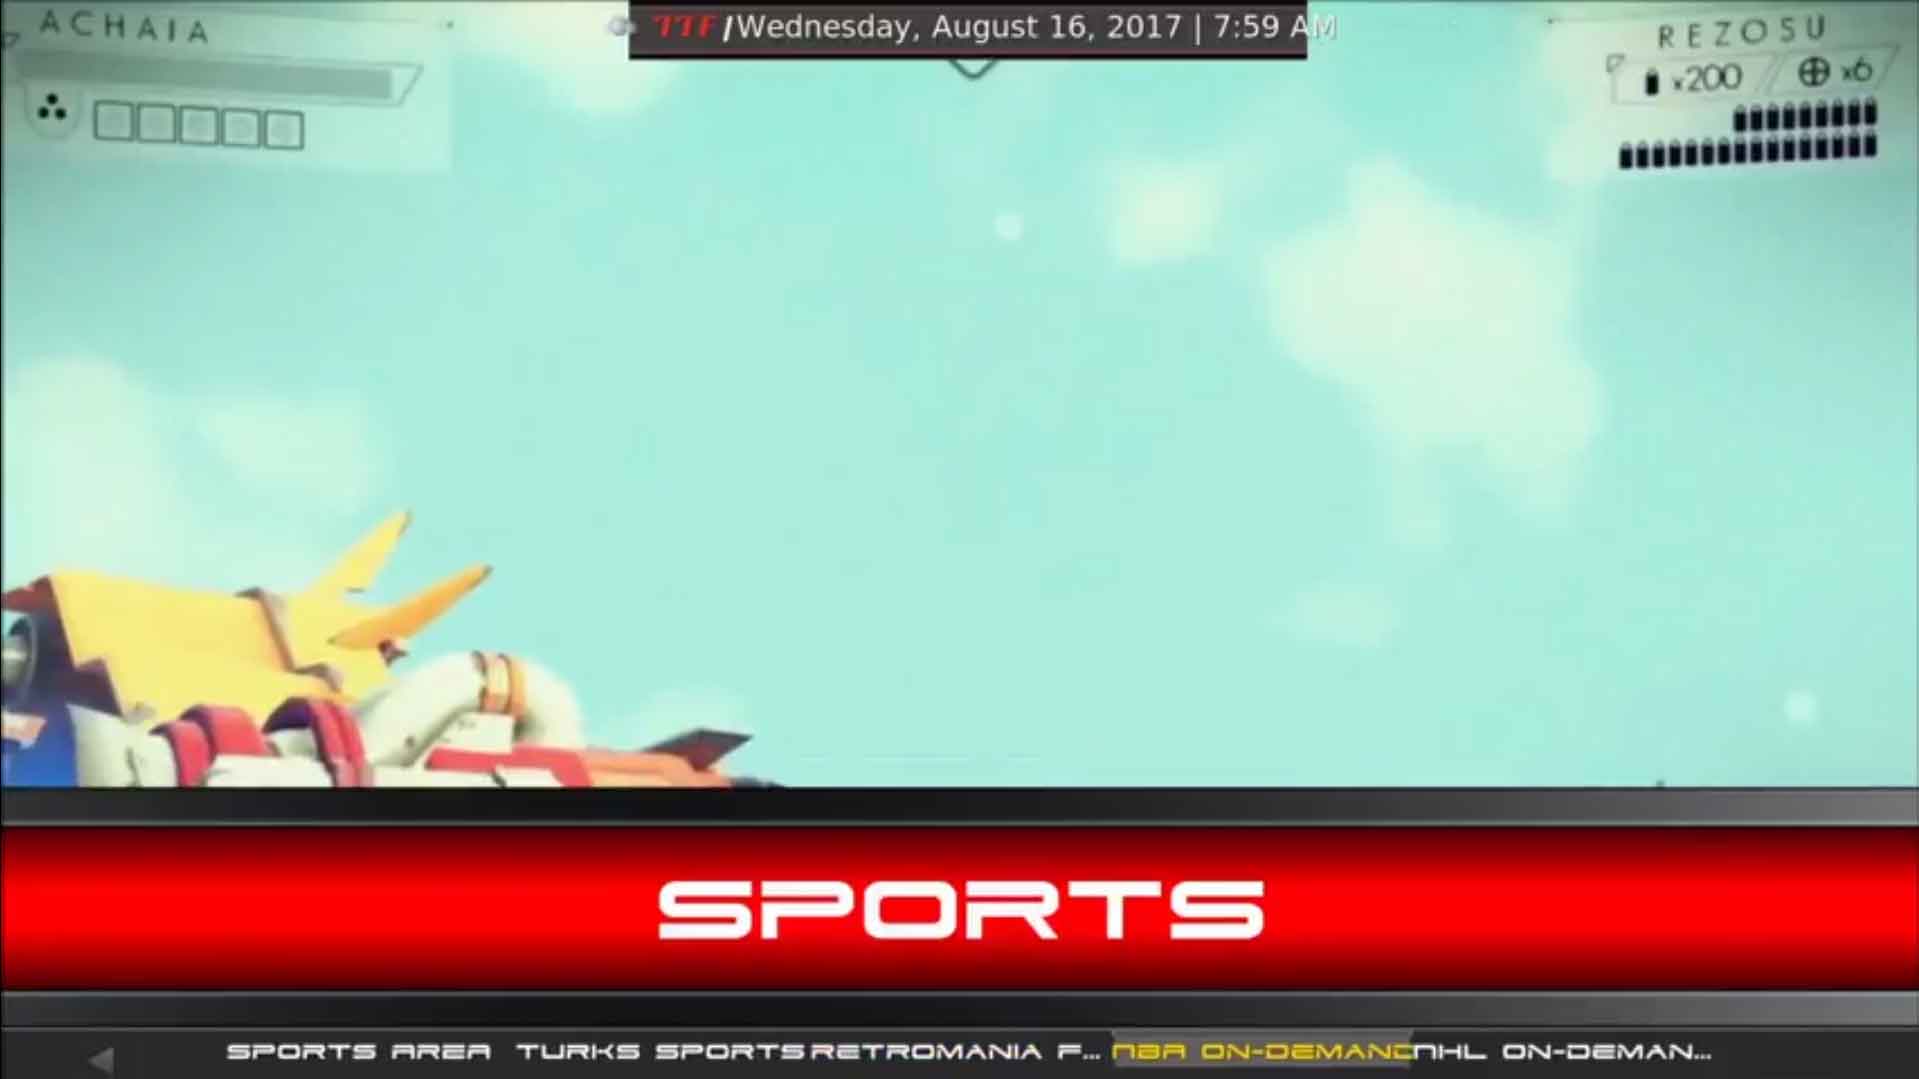 ACHAIA
TTF/Wednesday, August 16, 2017 | 7:59 AM
REZOSU
x200
x6
SPORTS
SPORTS AREA
TURKS SPORTS
RETROMANIA F...
NBA ON-DEMAND
NHL ON-DEMAN...